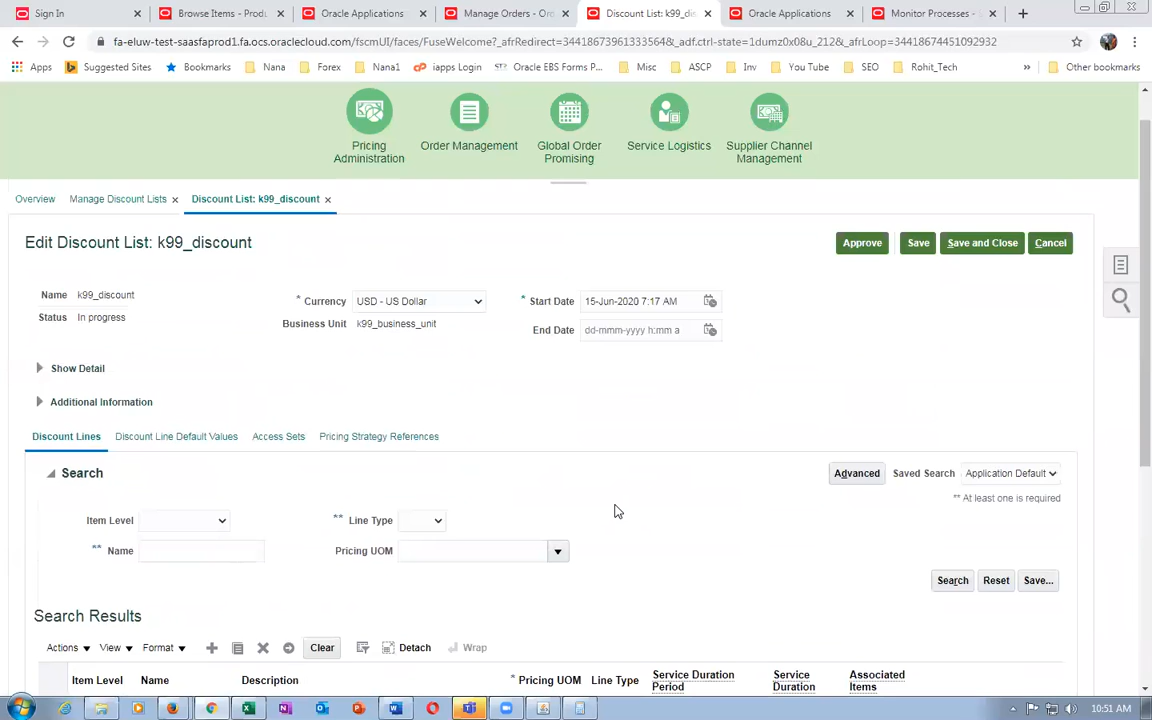 Sign In
Browse Items - Produ
Oracle Applications
Manage Orders - Ord
Discount List: k99_dis
Oracle Applications
Monitor Processes -
fa-eluw-test-saasfaprod1.fa.ocs.oraclecloud.com/fscmUI/faces/FuseWelcome?_afrRedirect=344186739613335648&_adf.ctrl-state=1dumz0x08u_212&_afrLoop=34418674451092932
Apps Suggested Sites Bookmarks Nana Forex Nana1 iapps Login Oracle EBS Forms P... Misc ASCP Inv You Tube SEO Rohit_Tech » Other bookmarks
Pricing Administration
Order Management
Global Order Promising
Service Logistics
Supplier Channel Management
Overview Manage Discount Lists Discount List: k99_discount
Edit Discount List: k99_discount
Approve Save Save and Close Cancel
Name k99_discount
Status In progress
* Currency USD - US Dollar
Business Unit k99_business_unit
* Start Date 15-Jun-2020 7:17 AM
End Date dd-mmm-yyyy h:mm a
Show Detail
Additional Information
Discount Lines Discount Line Default Values Access Sets Pricing Strategy References
Search
Advanced Saved Search Application Default
** At least one is required
Item Level
** Line Type
** Name
Pricing UOM
Search Reset Save...
Search Results
Actions View Format Clear Detach Wrap
Item Level Name Description * Pricing UOM Line Type Service Duration Period Service Duration Associated Items
10:51 AM